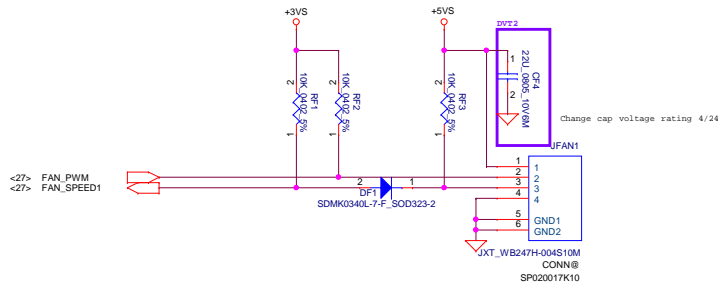 +3VS
+5VS
DVT2
1
22U_0805_10V6M
CF4
2
Change cap voltage rating 4/24
2
10K_0402_5%
RF1
1
2
10K_0402_5%
RF2
1
2
10K_0402_5%
RF3
1
JFAN1
<27> FAN_PWM
<27> FAN_SPEED1
2
DF1
1
SDMK0340L-7-F_SOD323-2
1 1
2 2
3 3
4 4
5 GND1
6 GND2
JXT_WB247H-004S10M
CONN@
SP020017K10